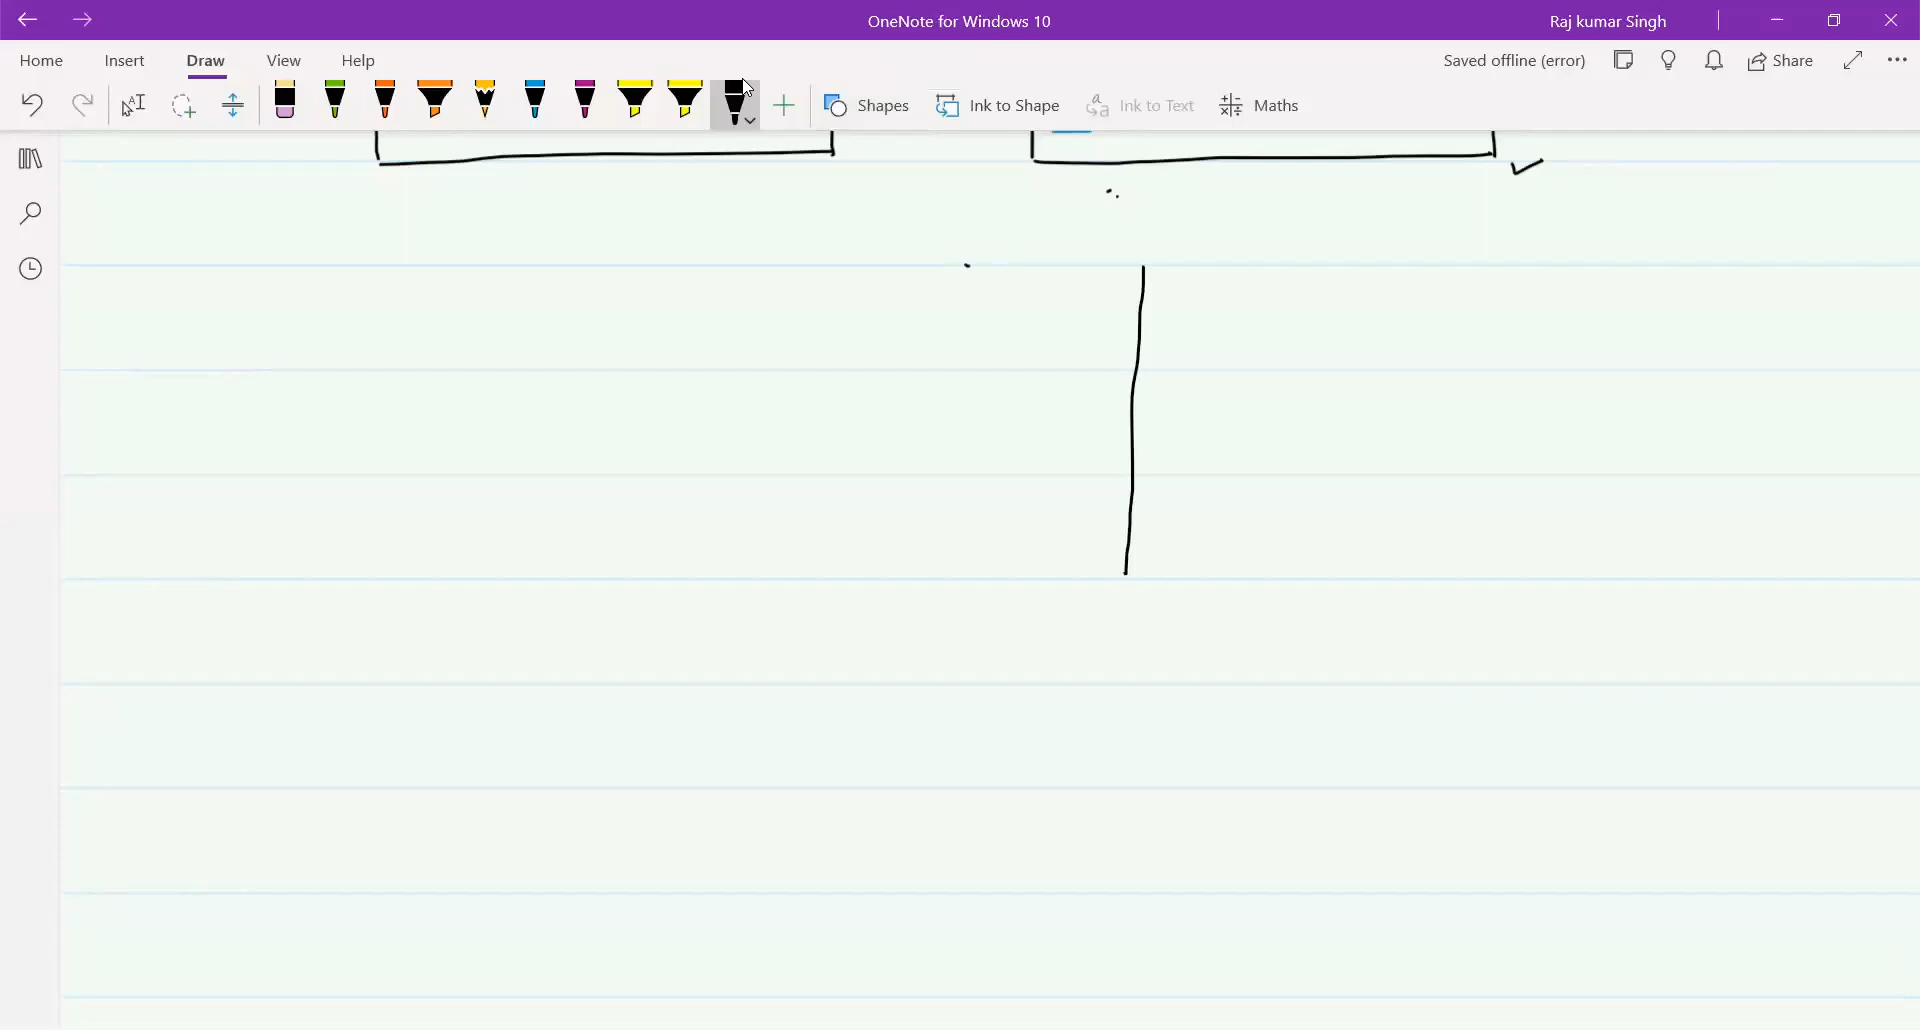 OneNote for Windows 10
Raj kumar Singh
Home
Insert
Draw
View
Help
Saved offline (error)
Share
Shapes
Ink to Shape
Ink to Text
Maths